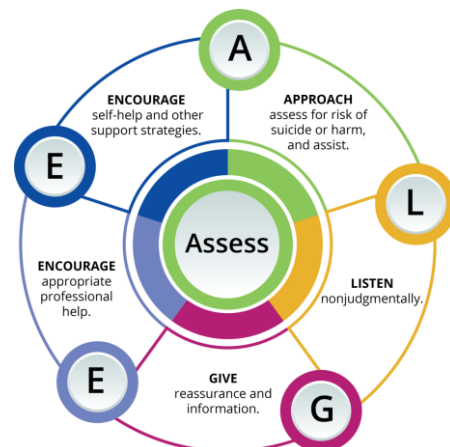 A
APPROACH
assess for risk of
suicide or harm,
and assist.
L
LISTEN
nonjudgmentally.
G
GIVE
reassurance and
information.
E
ENCOURAGE
appropriate
professional
help.
E
ENCOURAGE
self-help and other
support strategies.
Assess